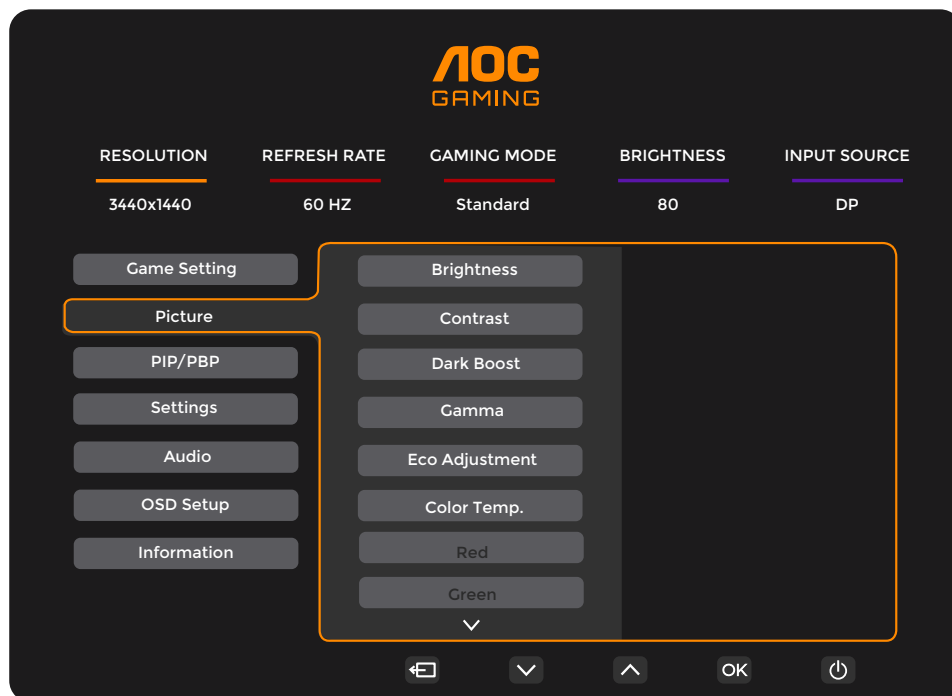 AOC
GAMING
RESOLUTION REFRESH RATE GAMING MODE BRIGHTNESS INPUT SOURCE
3440x1440 60 HZ Standard 80 DP
Game Setting
Picture
PIP/PBP
Settings
Audio
OSD Setup
Information
Brightness
Contrast
Dark Boost
Gamma
Eco Adjustment
Color Temp.
Red
Green
OK